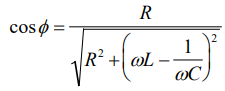 cos ϕ = R / √(R² + (ωL − 1/(ωC))²)